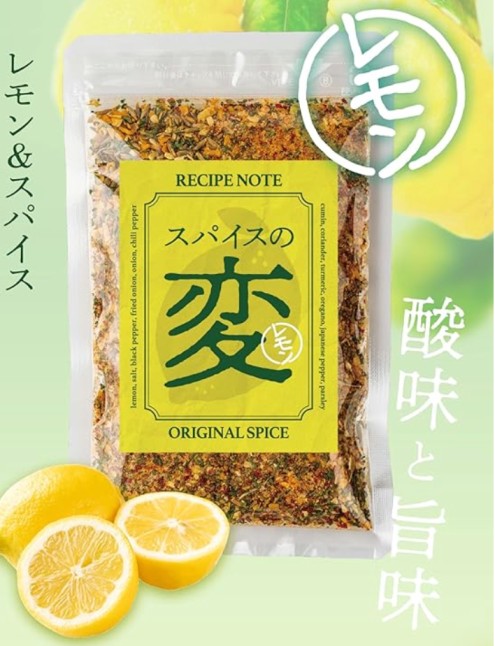 レモン
レモン&スパイス
RECIPE NOTE
スパイスの
変
レモン
lemon, salt, black pepper, fried onion, onion, chili pepper
cumin, coriander, turmeric, oregano, japanese pepper, parsley
ORIGINAL SPICE
酸味と旨味